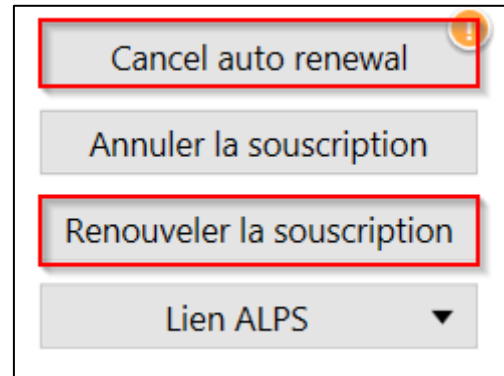 Cancel auto renewal
Annuler la souscription
Renouveler la souscription
Lien ALPS